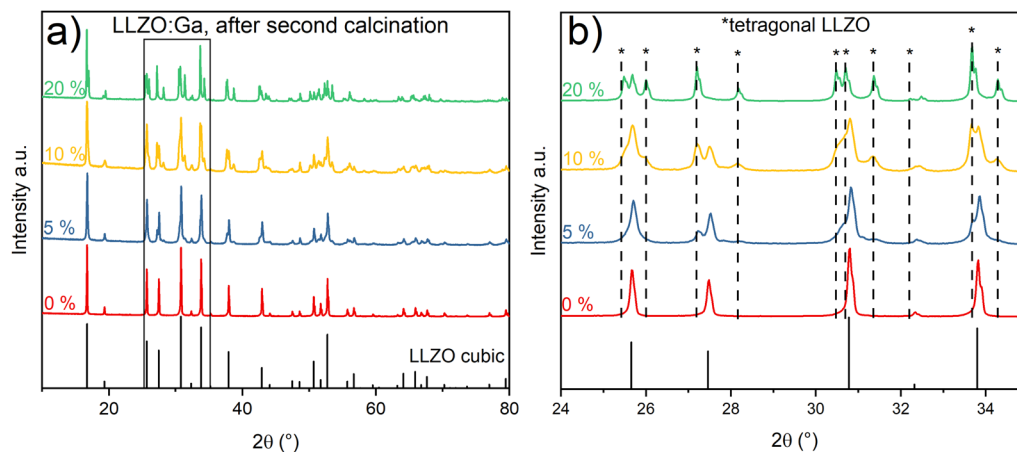 a)
LLZO:Ga, after second calcination
20 %
10 %
5 %
0 %
LLZO cubic
Intensity a.u.
20 40 60 80
2θ (°)
b)
*tetragonal LLZO
* * * * * * * * * *
20 %
10 %
5 %
0 %
Intensity a.u.
24 26 28 30 32 34
2θ (°)